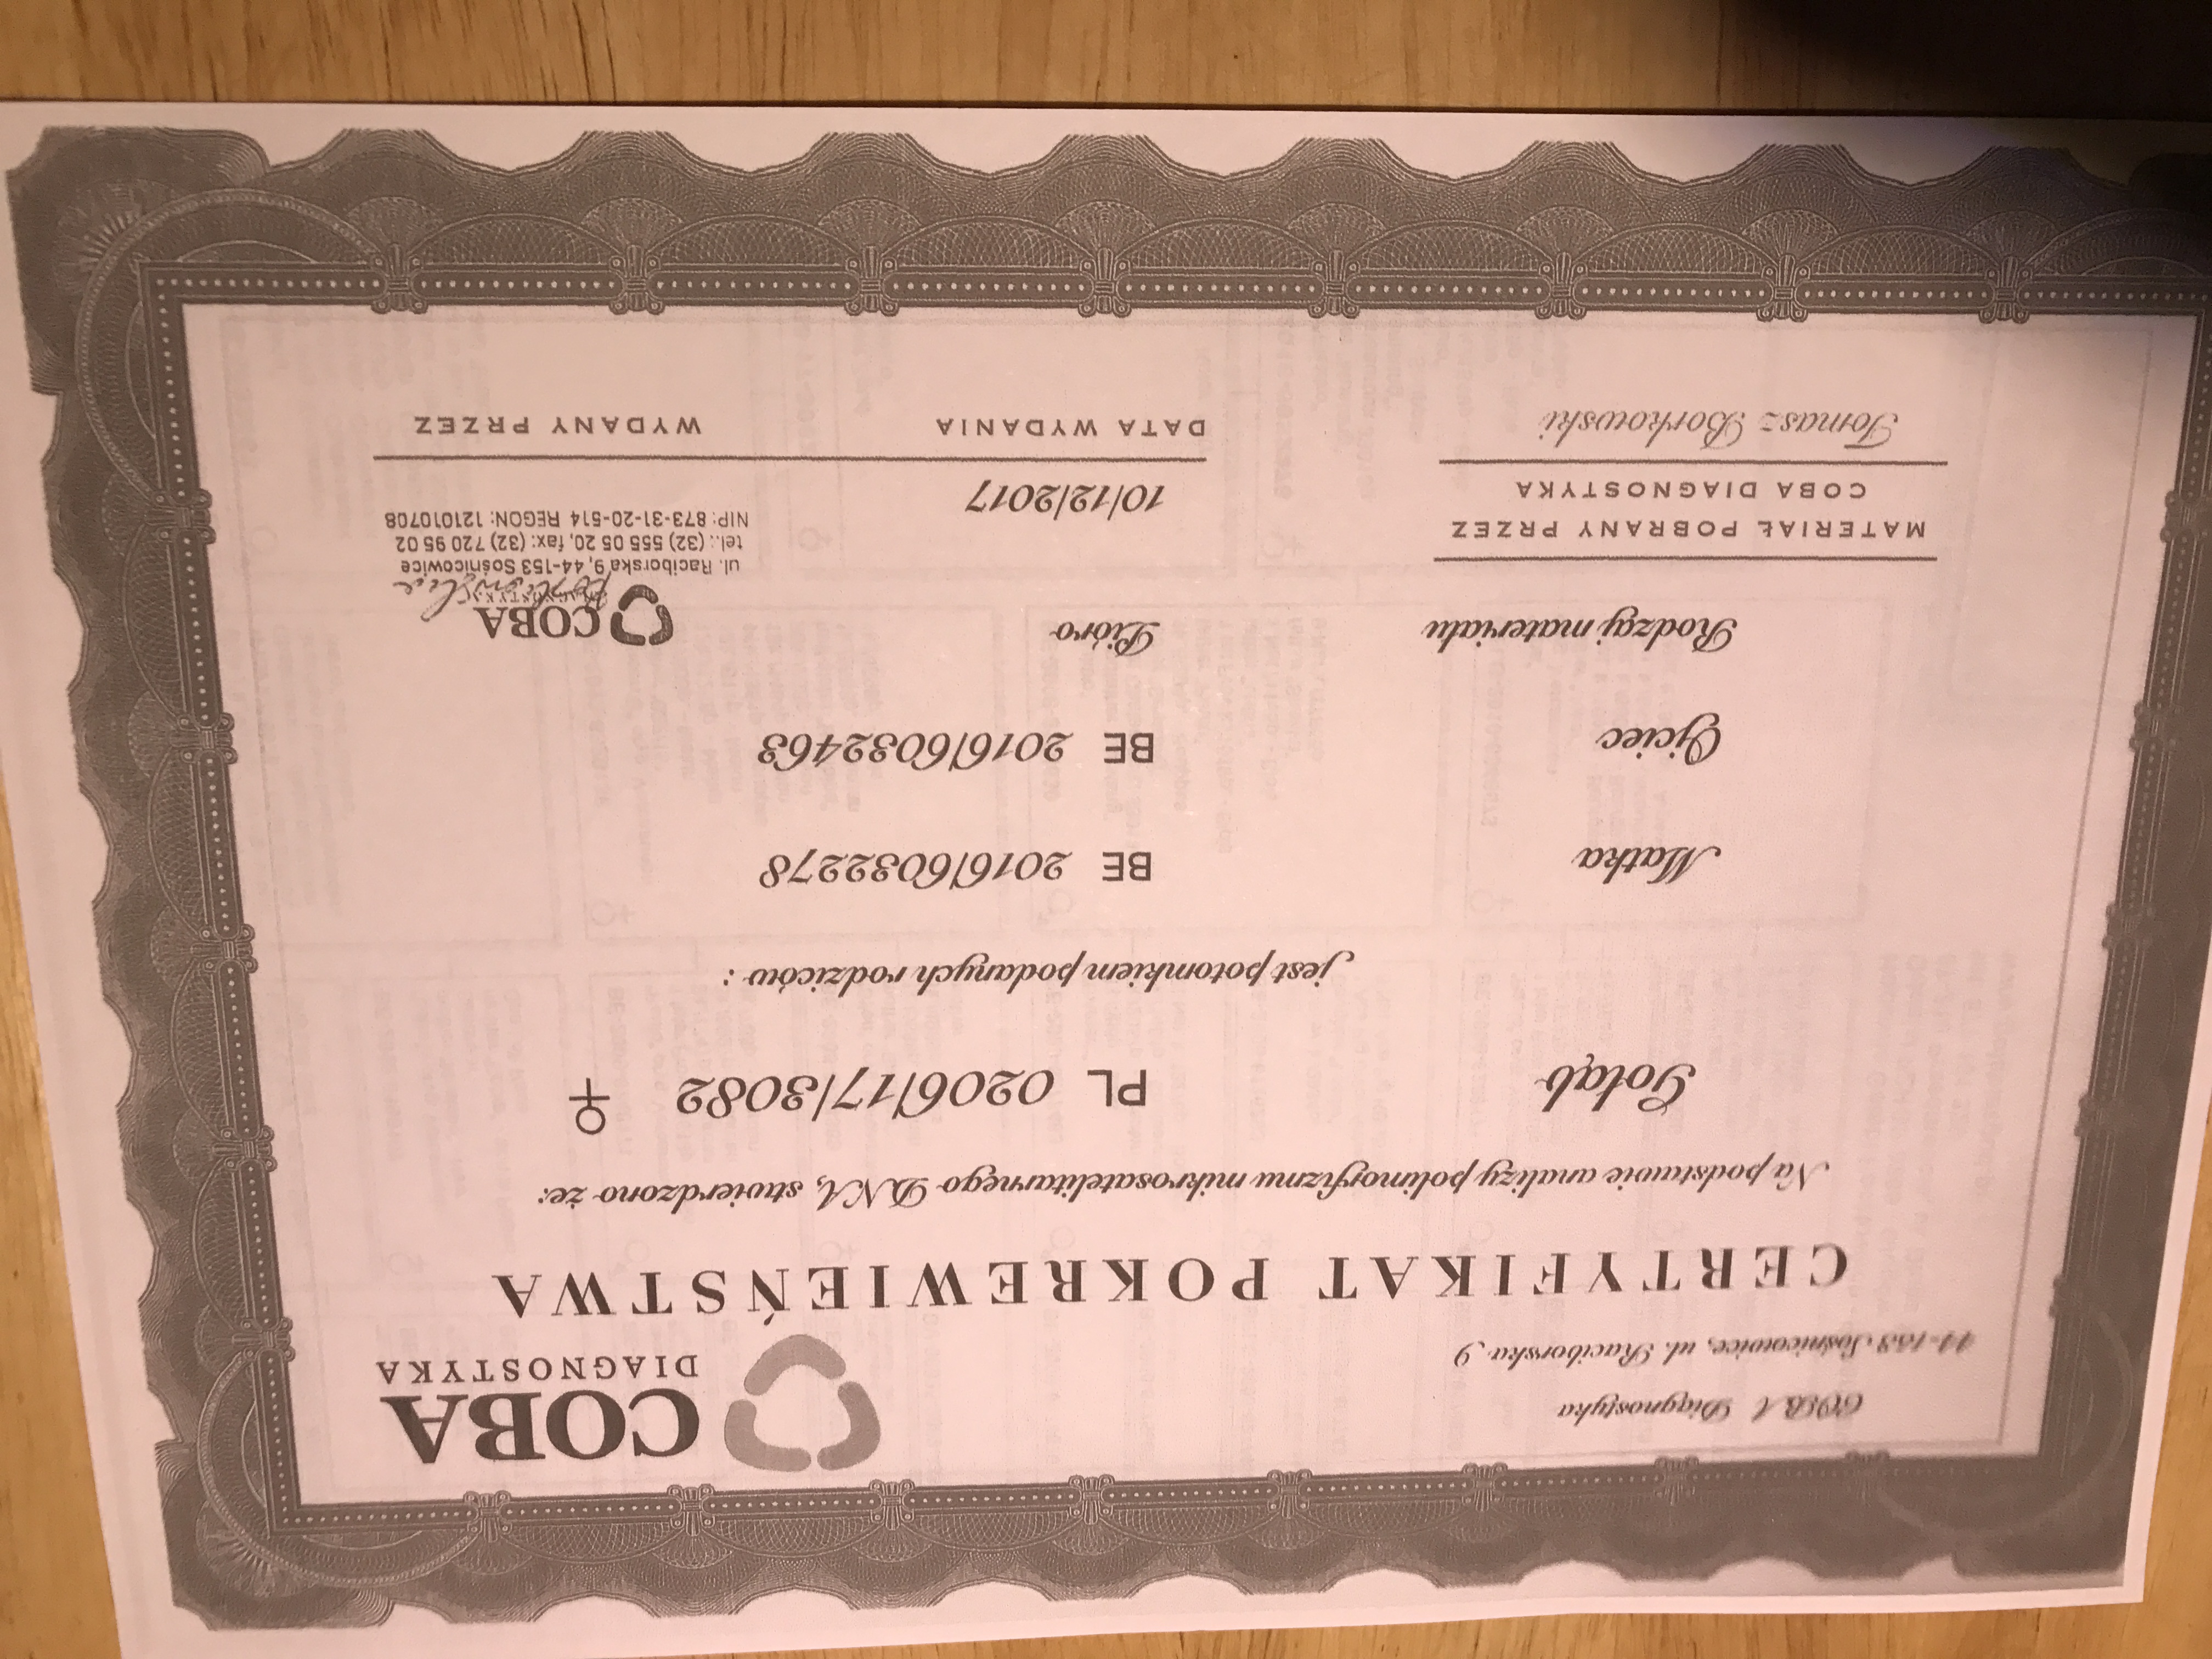 COBA Diagnostyka
44-153 Sośnicowice, ul. Raciborska 9
COBA
DIAGNOSTYKA
CERTYFIKAT POKREWIEŃSTWA
Na podstawie analizy polimorfizmu mikrosatelitarnego DNA, stwierdzono że:
Gołąb PL 0206/17/3082 ♀
jest potomkiem podanych rodziców :
Matka BE 2016/6032278
Ojciec BE 2016/6032463
Rodzaj materiału Pióro
COBA
DIAGNOSTYKA
ul. Raciborska 9, 44-153 Sośnicowice
tel.: (32) 555 05 20, fax: (32) 720 95 02
NIP: 873-31-20-514 REGON: 121010708
MATERIAŁ POBRANY PRZEZ
COBA DIAGNOSTYKA
10/12/2017
Tomasz Borkowski
DATA WYDANIA
WYDANY PRZEZ